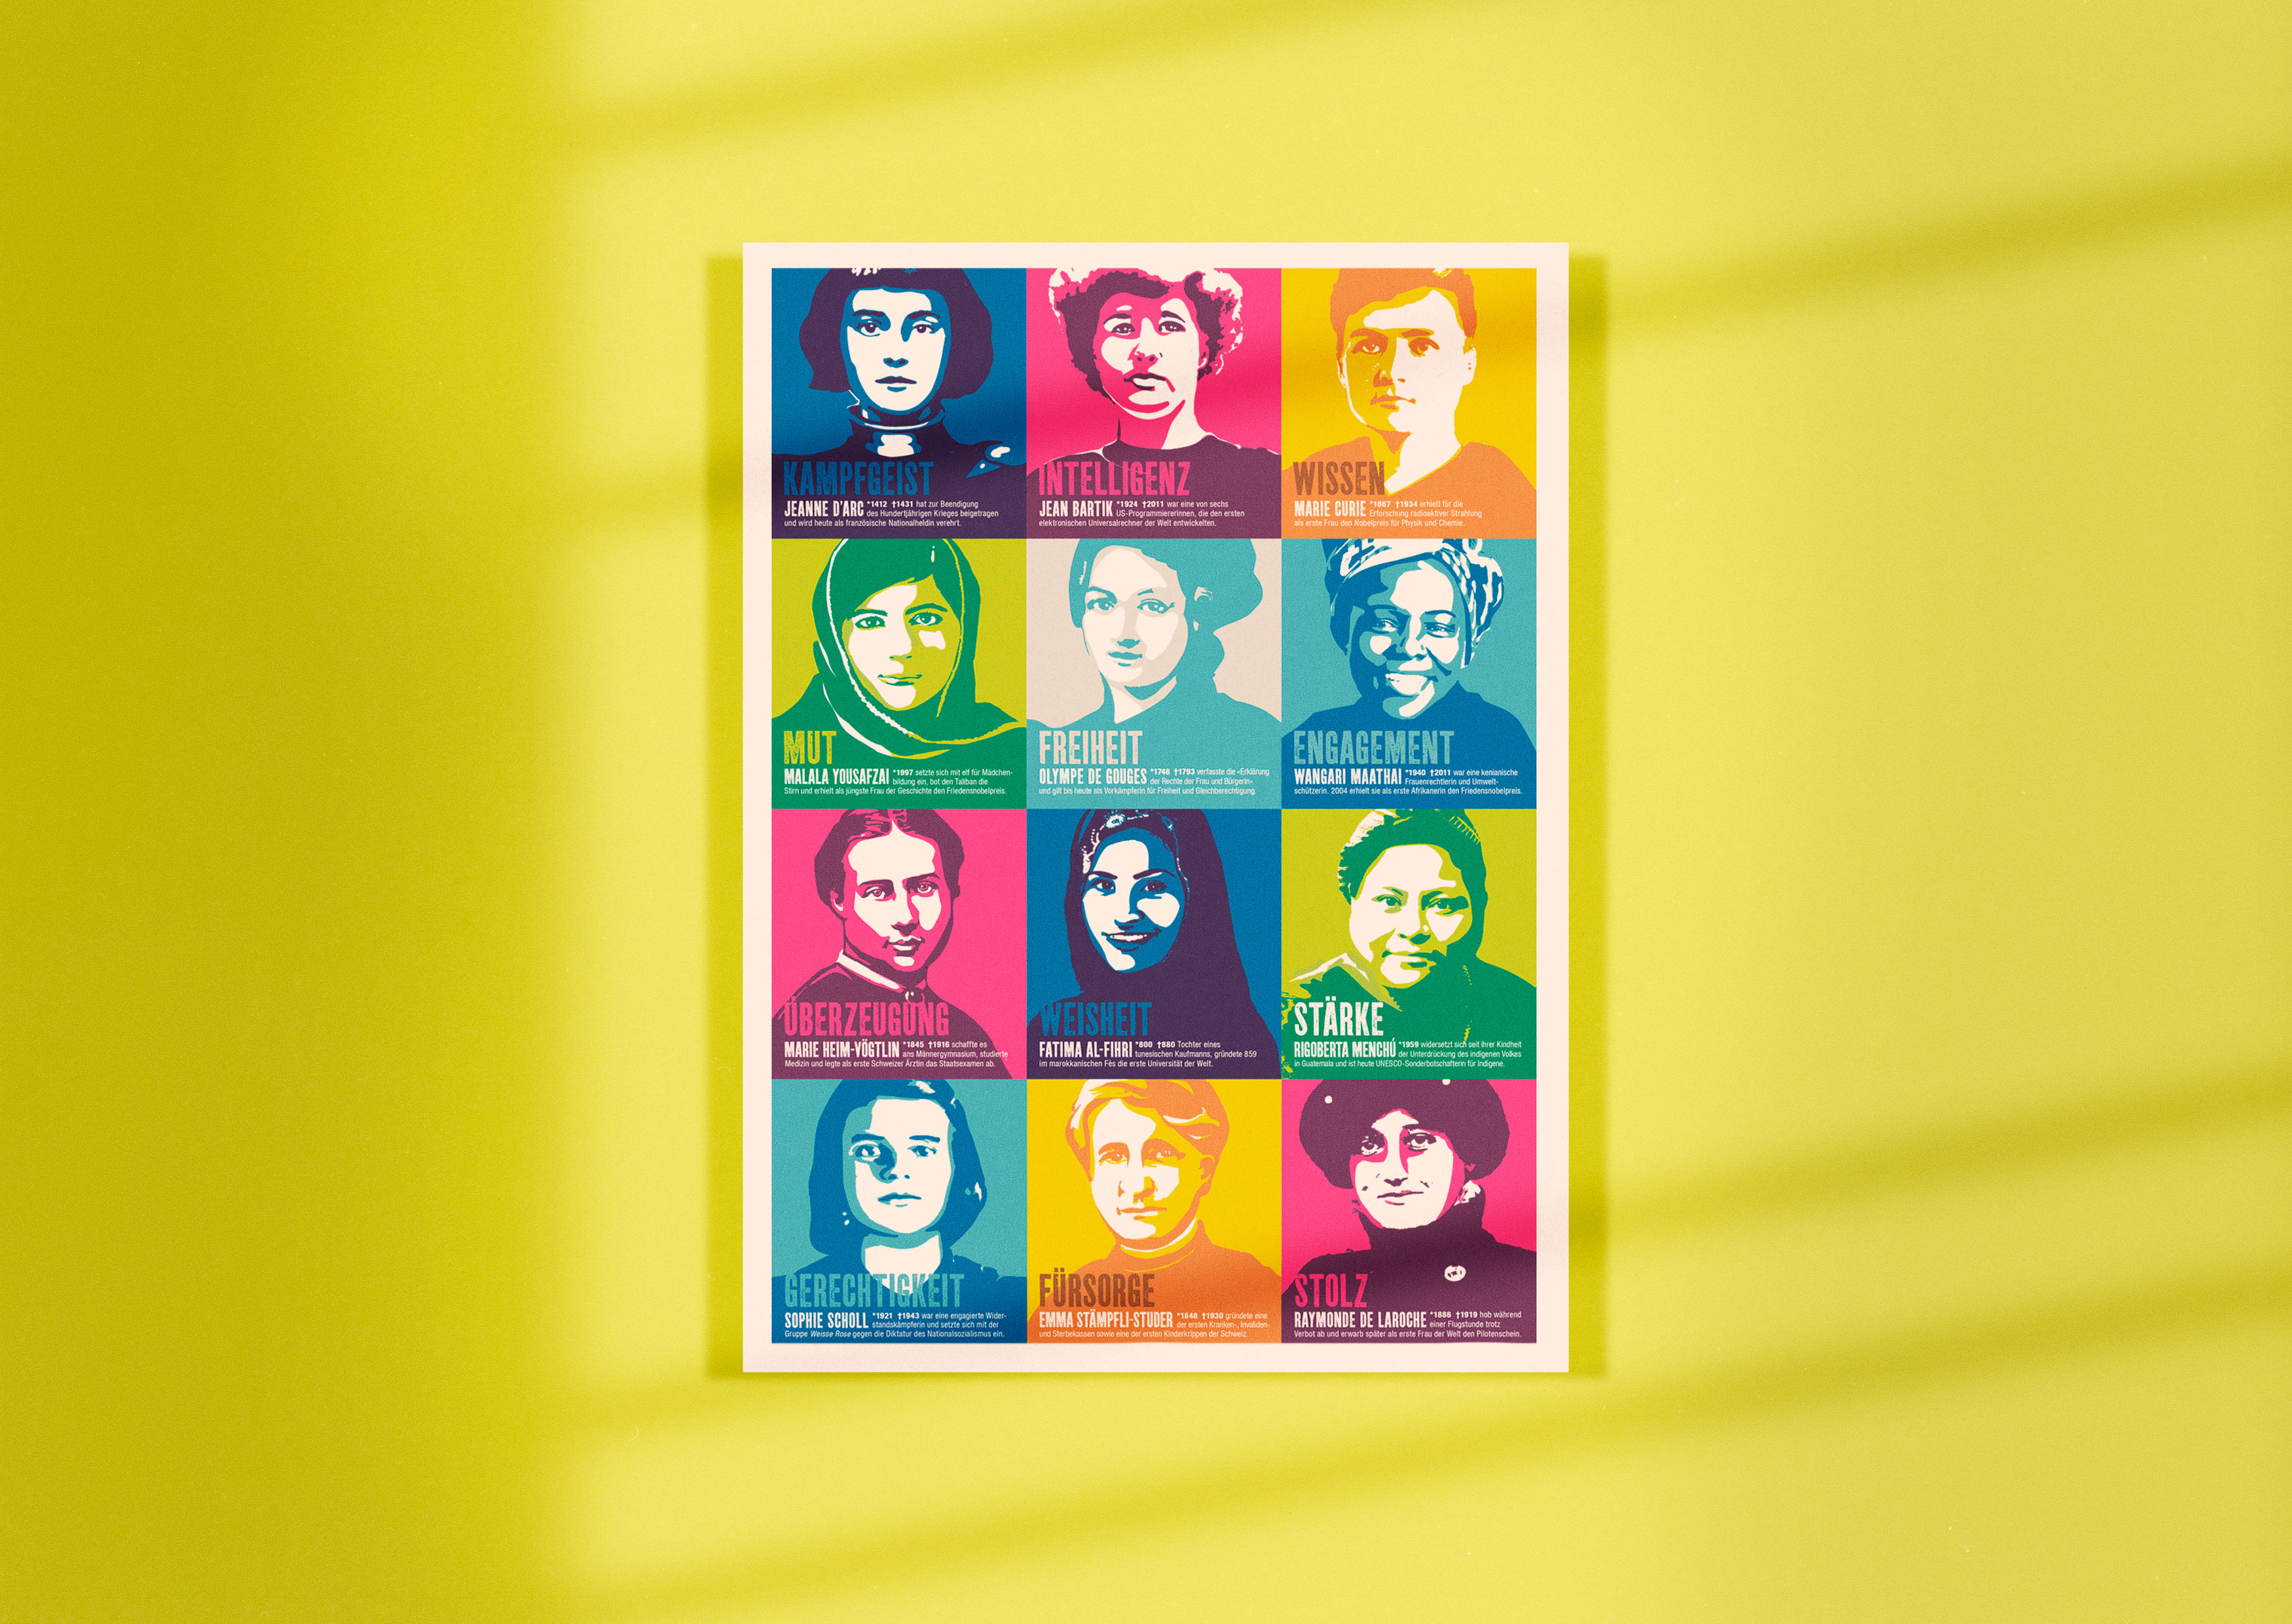 KAMPFGEIST
JEANNE D'ARC *1412 †1431 hat zur Beendigung
des Hundertjährigen Krieges beigetragen
und wird heute als französische Nationalheldin verehrt.
INTELLIGENZ
JEAN BARTIK *1924 †2011 war eine von sechs
US-Programmiererinnen, die den ersten
elektronischen Universalrechner der Welt entwickelten.
WISSEN
MARIE CURIE *1867 †1934 erhielt für die
Erforschung radioaktiver Strahlung
als erste Frau den Nobelpreis für Physik und Chemie.
MUT
MALALA YOUSAFZAI *1997 setzte sich mit elf für Mädchen-
bildung ein, bot den Taliban die
Stirn und erhielt als jüngste Frau der Geschichte den Friedensnobelpreis.
FREIHEIT
OLYMPE DE GOUGES *1748 †1793 verfasste die «Erklärung
der Rechte der Frau und Bürgerin»
und gilt bis heute als Vorkämpferin für Freiheit und Gleichberechtigung.
ENGAGEMENT
WANGARI MAATHAI *1940 †2011 war eine kenianische
Frauenrechtlerin und Umwelt-
schützerin. 2004 erhielt sie als erste Afrikanerin den Friedensnobelpreis.
ÜBERZEUGUNG
MARIE HEIM-VÖGTLIN *1845 †1916 schaffte es
ans Männergymnasium, studierte
Medizin und legte als erste Schweizer Ärztin das Staatsexamen ab.
WEISHEIT
FATIMA AL-FIHRI *800 †880 Tochter eines
tunesischen Kaufmanns, gründete 859
im marokkanischen Fès die erste Universität der Welt.
STÄRKE
RIGOBERTA MENCHÚ *1959 widersetzt sich seit ihrer Kindheit
der Unterdrückung des indigenen Volkes
in Guatemala und ist heute UNESCO-Sonderbotschafterin für Indigene.
GERECHTIGKEIT
SOPHIE SCHOLL *1921 †1943 war eine engagierte Wider-
standskämpferin und setzte sich mit der
Gruppe Weisse Rose gegen die Diktatur des Nationalsozialismus ein.
FÜRSORGE
EMMA STÄMPFLI-STUDER *1848 †1930 gründete eine
der ersten Kranken-, Invaliden-
und Sterbekassen sowie eine der ersten Kinderkrippen der Schweiz.
STOLZ
RAYMONDE DE LAROCHE *1886 †1919 hob während
einer Flugstunde trotz
Verbot ab und erwarb später als erste Frau der Welt den Pilotenschein.